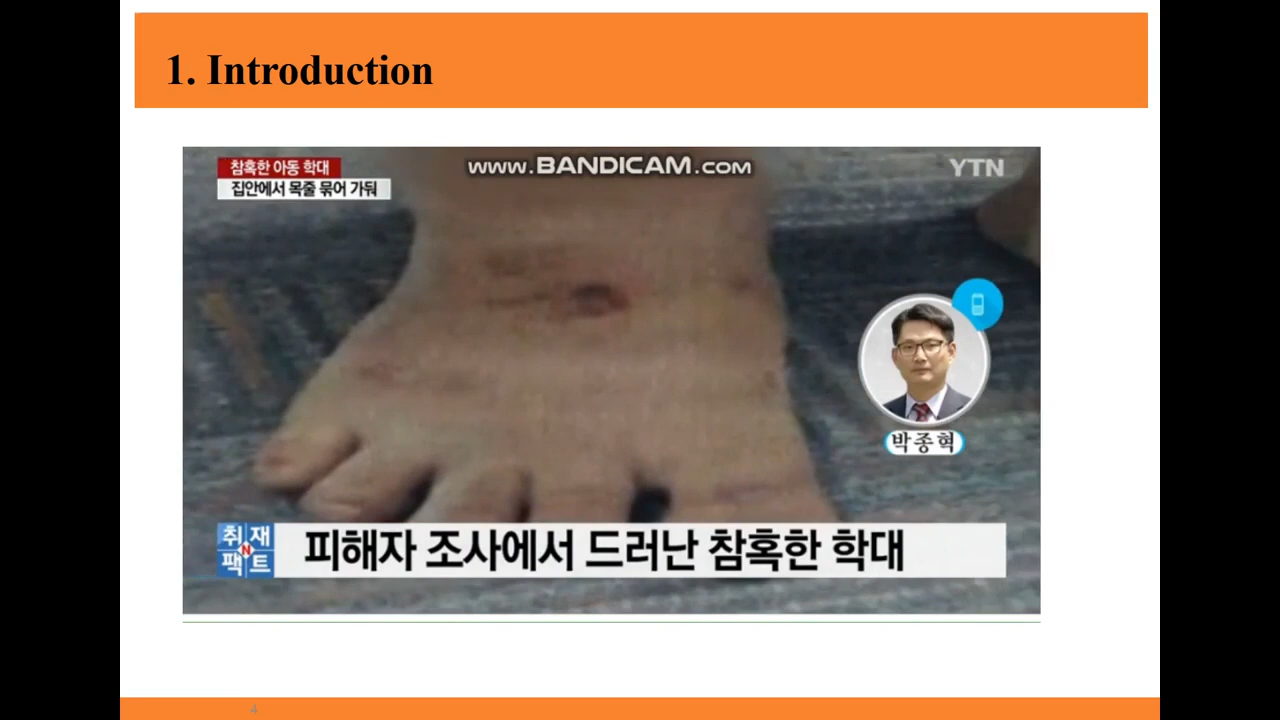 1. Introduction
참혹한 아동 학대
집안에서 목줄 묶어 가둬
www.BANDICAM.com
YTN
박종혁
취재N팩트
피해자 조사에서 드러난 참혹한 학대
4